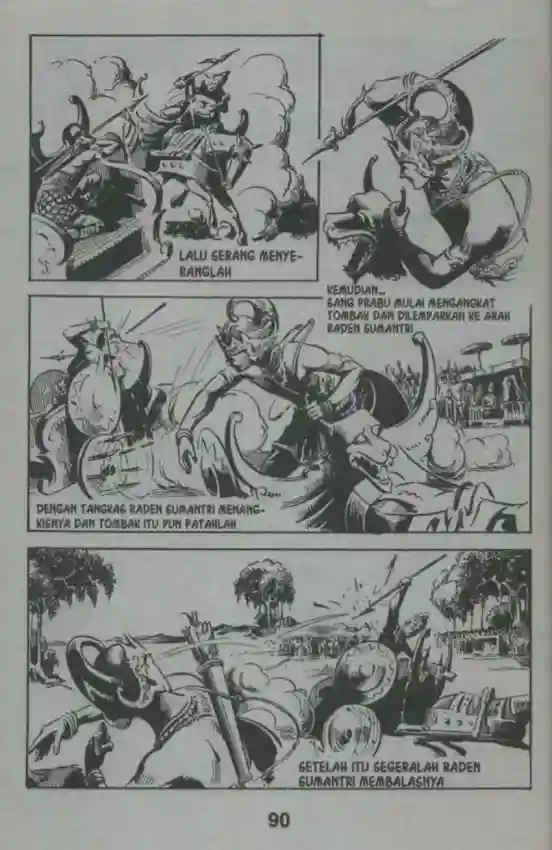 LALU SERANG MENYE-
RANGLAH
KEMUDIAN...
SANG PRABU MULAI MENGANGKAT
TOMBAK DAN DILEMPARKAN KE ARAH
RADEN SUMANTRI
DENGAN TANGKAS RADEN SUMANTRI MENANG-
KISNYA DAN TOMBAK ITU PUN PATAHLAH
SETELAH ITU SEGERALAH RADEN
SUMANTRI MEMBALASNYA
90